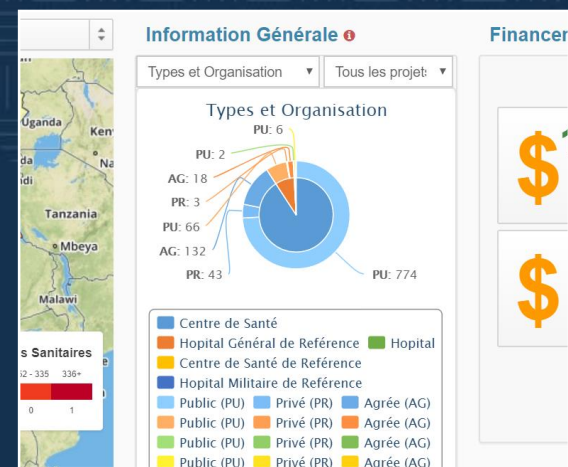 Information Générale
Financer
Types et Organisation
Tous les projet
Types et Organisation
PU: 6
PU: 2
AG: 18
PR: 3
PU: 66
AG: 132
PR: 43
PU: 774
Centre de Santé
Hopital Général de Reférence Hopital
Centre de Santé de Reférence
Hopital Militaire de Reférence
Public (PU) Privé (PR) Agrée (AG)
Public (PU) Privé (PR) Agrée (AG)
Public (PU) Privé (PR) Agrée (AG)
Public (PU) Privé (PR) Agrée (AG)
Uganda
Ken
Na
Tanzania
Mbeya
Malawi
s Sanitaires
52 - 335 336+
0 1
$
$